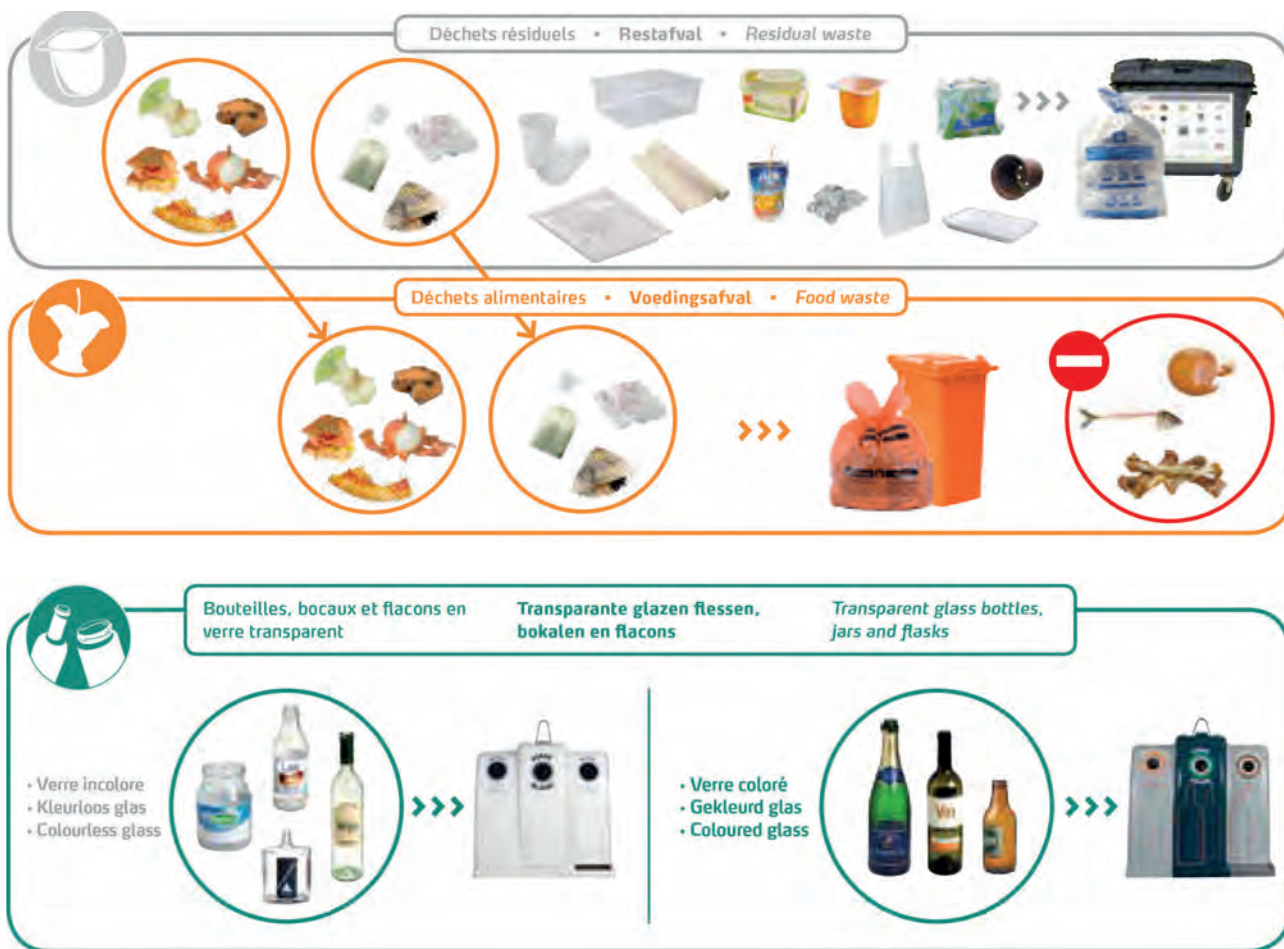 Déchets résiduels • Restafval • Residual waste
Déchets alimentaires • Voedingsafval • Food waste
Bouteilles, bocaux et flacons en
verre transparent
Transparante glazen flessen,
bokalen en flacons
Transparent glass bottles,
jars and flasks
• Verre incolore
• Kleurloos glas
• Colourless glass
• Verre coloré
• Gekleurd glas
• Coloured glass
Vin